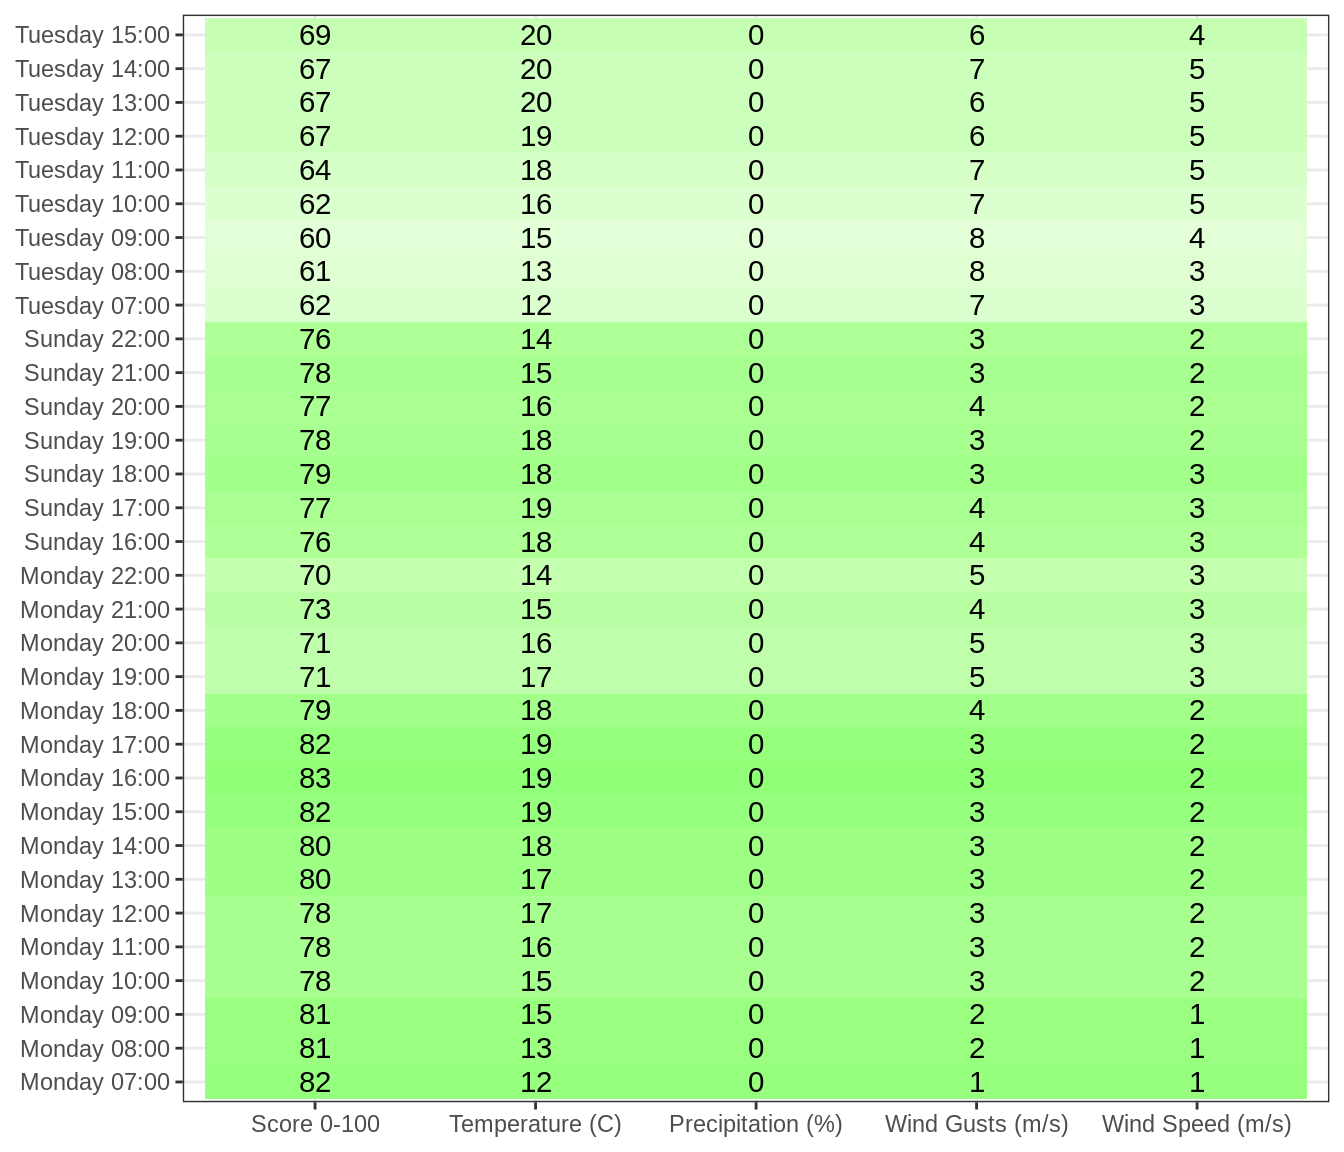 Tuesday 15:00 69 20 0 6 4
Tuesday 14:00 67 20 0 7 5
Tuesday 13:00 67 20 0 6 5
Tuesday 12:00 67 19 0 6 5
Tuesday 11:00 64 18 0 7 5
Tuesday 10:00 62 16 0 7 5
Tuesday 09:00 60 15 0 8 4
Tuesday 08:00 61 13 0 8 3
Tuesday 07:00 62 12 0 7 3
Sunday 22:00 76 14 0 3 2
Sunday 21:00 78 15 0 3 2
Sunday 20:00 77 16 0 4 2
Sunday 19:00 78 18 0 3 2
Sunday 18:00 79 18 0 3 3
Sunday 17:00 77 19 0 4 3
Sunday 16:00 76 18 0 4 3
Monday 22:00 70 14 0 5 3
Monday 21:00 73 15 0 4 3
Monday 20:00 71 16 0 5 3
Monday 19:00 71 17 0 5 3
Monday 18:00 79 18 0 4 2
Monday 17:00 82 19 0 3 2
Monday 16:00 83 19 0 3 2
Monday 15:00 82 19 0 3 2
Monday 14:00 80 18 0 3 2
Monday 13:00 80 17 0 3 2
Monday 12:00 78 17 0 3 2
Monday 11:00 78 16 0 3 2
Monday 10:00 78 15 0 3 2
Monday 09:00 81 15 0 2 1
Monday 08:00 81 13 0 2 1
Monday 07:00 82 12 0 1 1
Score 0-100 Temperature (C) Precipitation (%) Wind Gusts (m/s) Wind Speed (m/s)